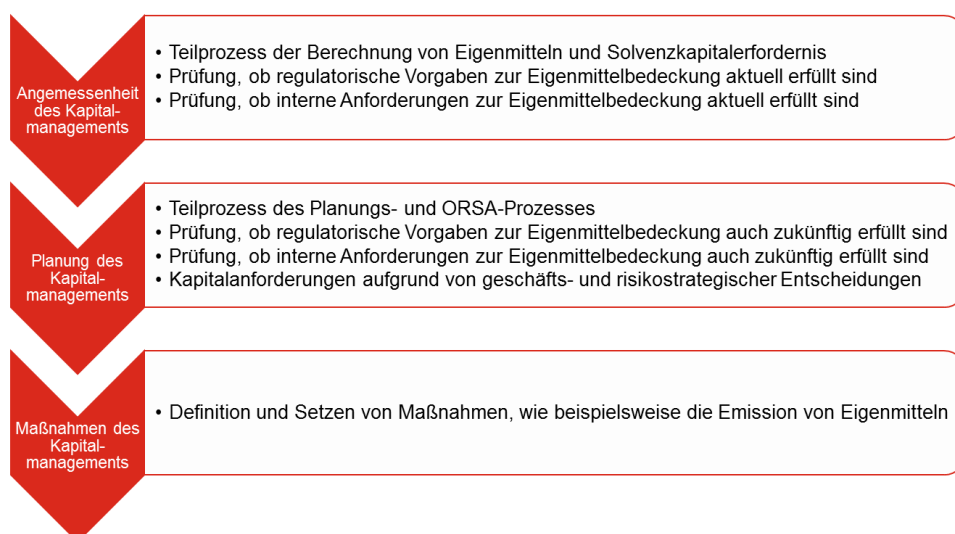 Angemessenheit
des Kapital-
managements
• Teilprozess der Berechnung von Eigenmitteln und Solvenzkapitalerfordernis
• Prüfung, ob regulatorische Vorgaben zur Eigenmittelbedeckung aktuell erfüllt sind
• Prüfung, ob interne Anforderungen zur Eigenmittelbedeckung aktuell erfüllt sind
Planung des
Kapital-
managements
• Teilprozess des Planungs- und ORSA-Prozesses
• Prüfung, ob regulatorische Vorgaben zur Eigenmittelbedeckung auch zukünftig erfüllt sind
• Prüfung, ob interne Anforderungen zur Eigenmittelbedeckung auch zukünftig erfüllt sind
• Kapitalanforderungen aufgrund von geschäfts- und risikostrategischer Entscheidungen
Maßnahmen des
Kapital-
managements
• Definition und Setzen von Maßnahmen, wie beispielsweise die Emission von Eigenmitteln